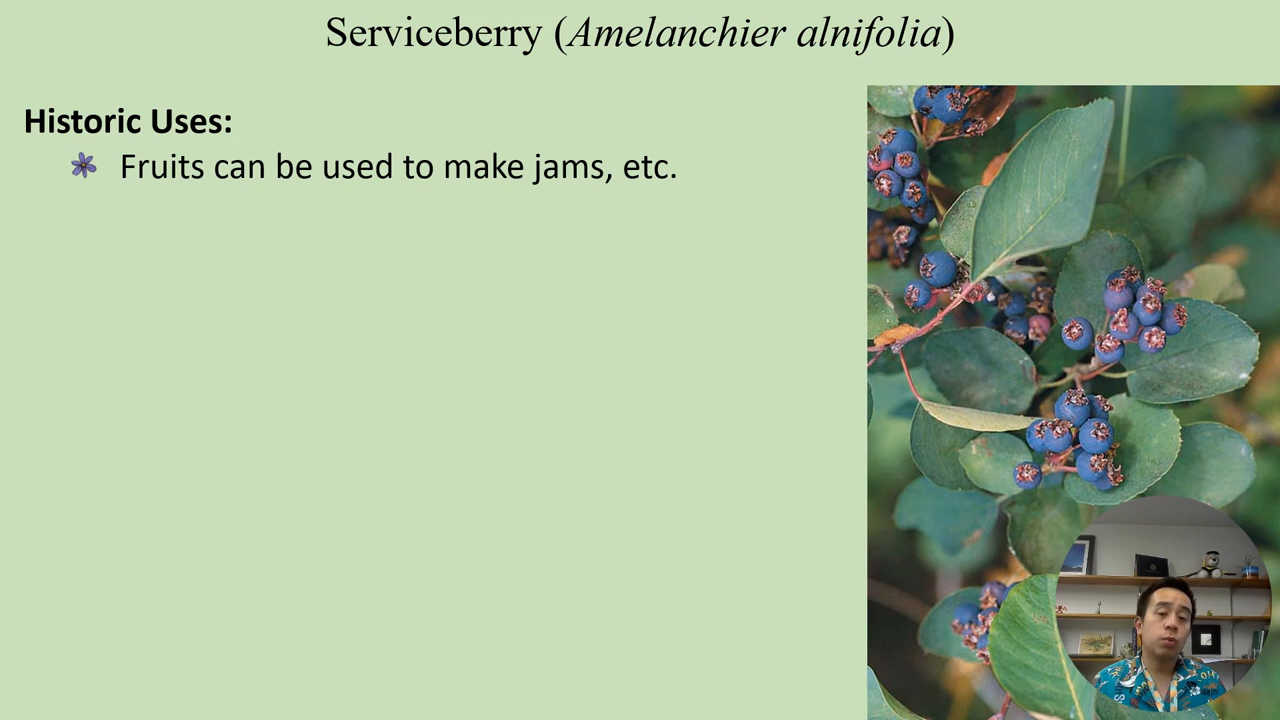 Serviceberry (Amelanchier alnifolia)
Historic Uses:
Fruits can be used to make jams, etc.